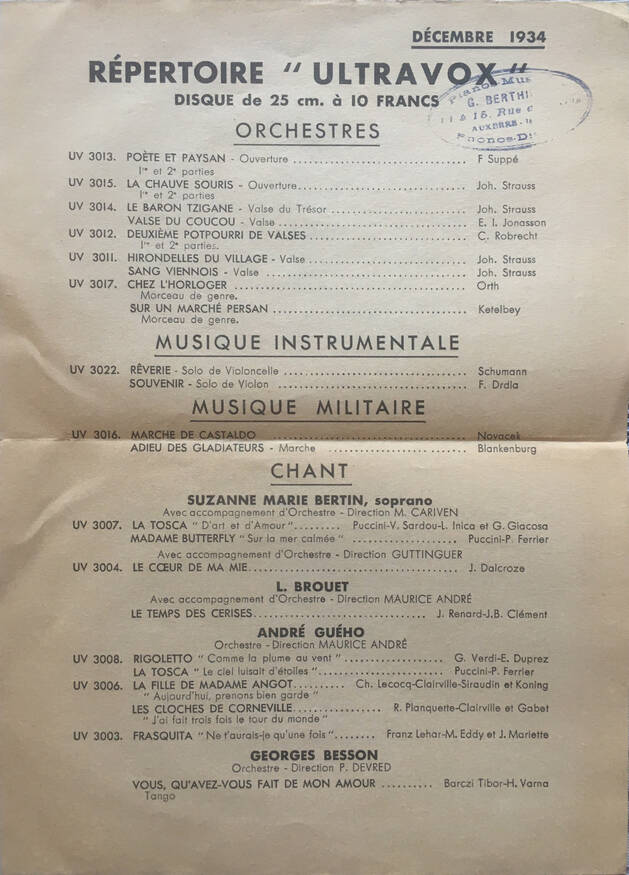 DÉCEMBRE 1934
RÉPERTOIRE “ ULTRAVOX “
DISQUE de 25 cm. à 10 FRANCS
Pianos-Mus
G. BERTHI
15, Rue
AUXERRE
ORCHESTRES
UV 3013. POÈTE ET PAYSAN - Ouverture ........ F Suppé
1re et 2e parties
UV 3015. LA CHAUVE SOURIS - Ouverture........ Joh. Strauss
1re et 2e parties
UV 3014. LE BARON TZIGANE - Valse du Trésor ........ Joh. Strauss
VALSE DU COUCOU - Valse ........ E. I. Jonasson
UV 3012. DEUXIÈME POTPOURRI DE VALSES ........ C. Robrecht
1re et 2e parties.
UV 3011. HIRONDELLES DU VILLAGE - Valse ........ Joh. Strauss
SANG VIENNOIS - Valse ........ Joh. Strauss
UV 3017. CHEZ L'HORLOGER ........ Orth
Morceau de genre.
SUR UN MARCHÉ PERSAN ........ Ketelbey
Morceau de genre.
MUSIQUE INSTRUMENTALE
UV 3022. RÊVERIE - Solo de Violoncelle ........ Schumann
SOUVENIR - Solo de Violon ........ F. Drdla
MUSIQUE MILITAIRE
UV 3016. MARCHE DE CASTALDO ........ Novacek
ADIEU DES GLADIATEURS - Marche ........ Blankenburg
CHANT
SUZANNE MARIE BERTIN, soprano
Avec accompagnement d'Orchestre - Direction M. CARIVEN
UV 3007. LA TOSCA “ D'art et d'Amour “........ Puccini-V. Sardou-L. Inica et G. Giacosa
MADAME BUTTERFLY “ Sur la mer calmée “ ........ Puccini-P. Ferrier
Avec accompagnement d'Orchestre - Direction GUTTINGUER
UV 3004. LE CŒUR DE MA MIE........ J. Dalcroze
L. BROUET
Avec accompagnement d'Orchestre - Direction MAURICE ANDRÉ
LE TEMPS DES CERISES........ J. Renard-J.B. Clément
ANDRÉ GUÉHO
Orchestre - Direction MAURICE ANDRÉ
UV 3008. RIGOLETTO “ Comme la plume au vent “ ........ G. Verdi-E. Duprez
LA TOSCA “ Le ciel luisait d'étoiles “........ Puccini-P. Ferrier
UV 3006. LA FILLE DE MADAME ANGOT........ Ch. Lecocq-Clairville-Siraudin et Koning
“ Aujourd'hui, prenons bien garde “
LES CLOCHES DE CORNEVILLE........ R. Planquette-Clairville et Gabet
“ J'ai fait trois fois le tour du monde “
UV 3003. FRASQUITA “ Ne t'aurais-je qu'une fois “........ Franz Lehar-M. Eddy et J. Mariette
GEORGES BESSON
Orchestre - Direction P. DEVRED
VOUS, QU'AVEZ-VOUS FAIT DE MON AMOUR ........ Barczi Tibor-H. Varna
Tango